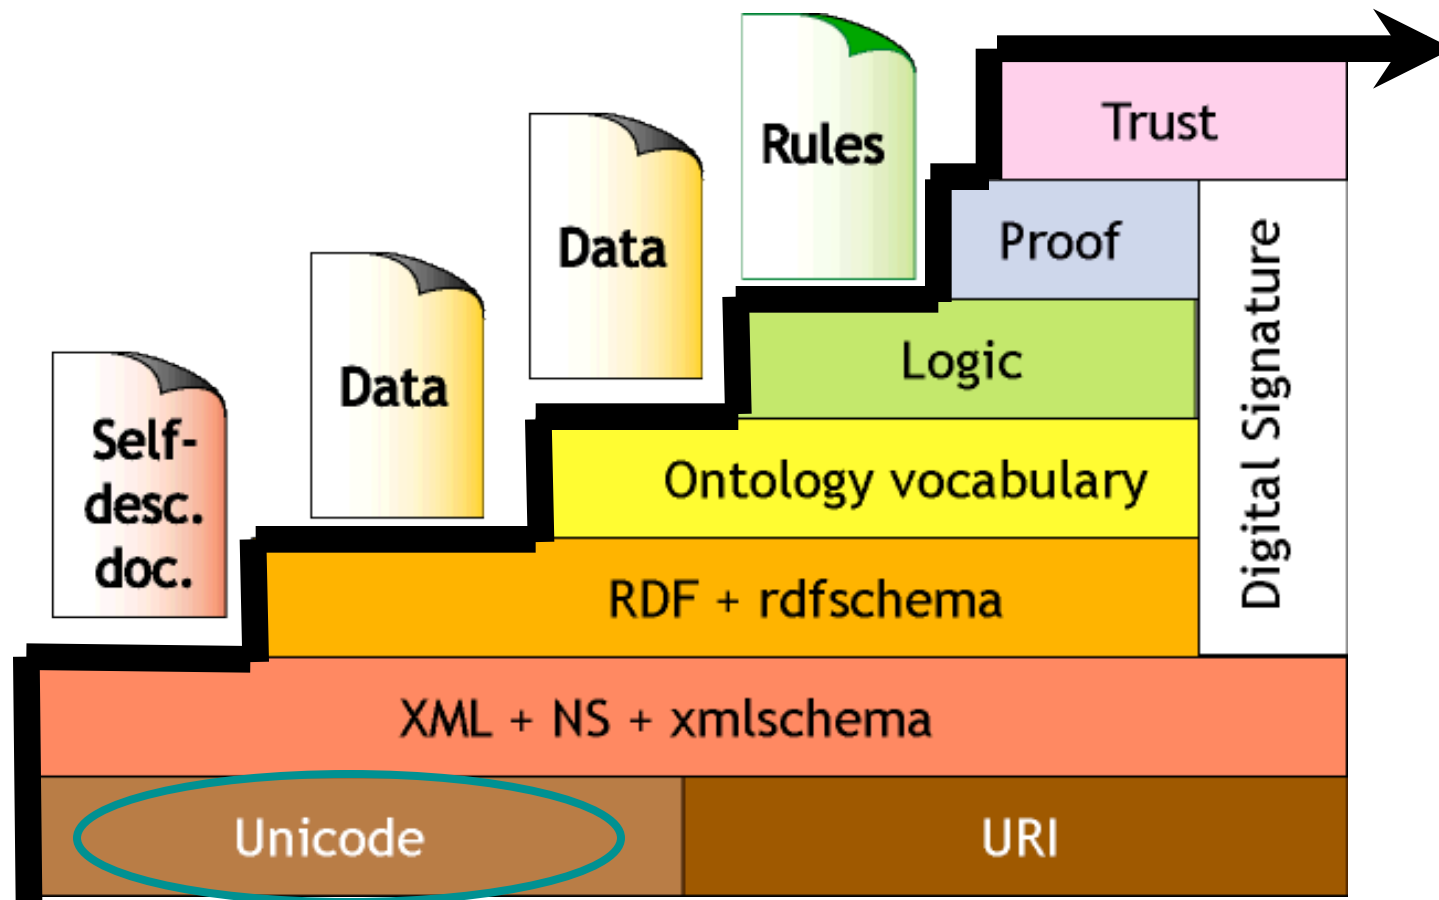 Rules
Trust
Data
Proof
Data
Logic
Digital Signature
Self-
desc.
doc.
Ontology vocabulary
RDF + rdfschema
XML + NS + xmlschema
Unicode
URI